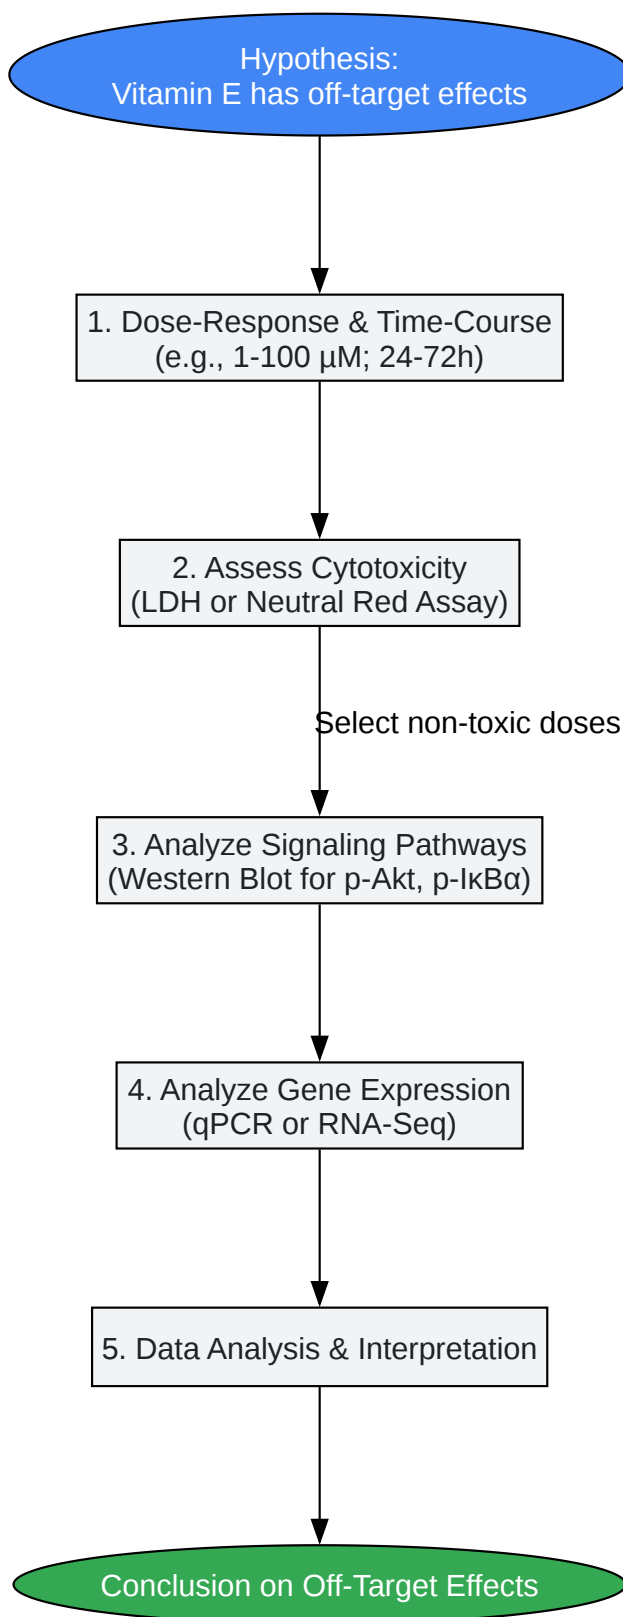 Hypothesis:
Vitamin E has off-target effects
1. Dose-Response & Time-Course
(e.g., 1-100 µM; 24-72h)
2. Assess Cytotoxicity
(LDH or Neutral Red Assay)
Select non-toxic doses
3. Analyze Signaling Pathways
(Western Blot for p-Akt, p-IκBα)
4. Analyze Gene Expression
(qPCR or RNA-Seq)
5. Data Analysis & Interpretation
Conclusion on Off-Target Effects